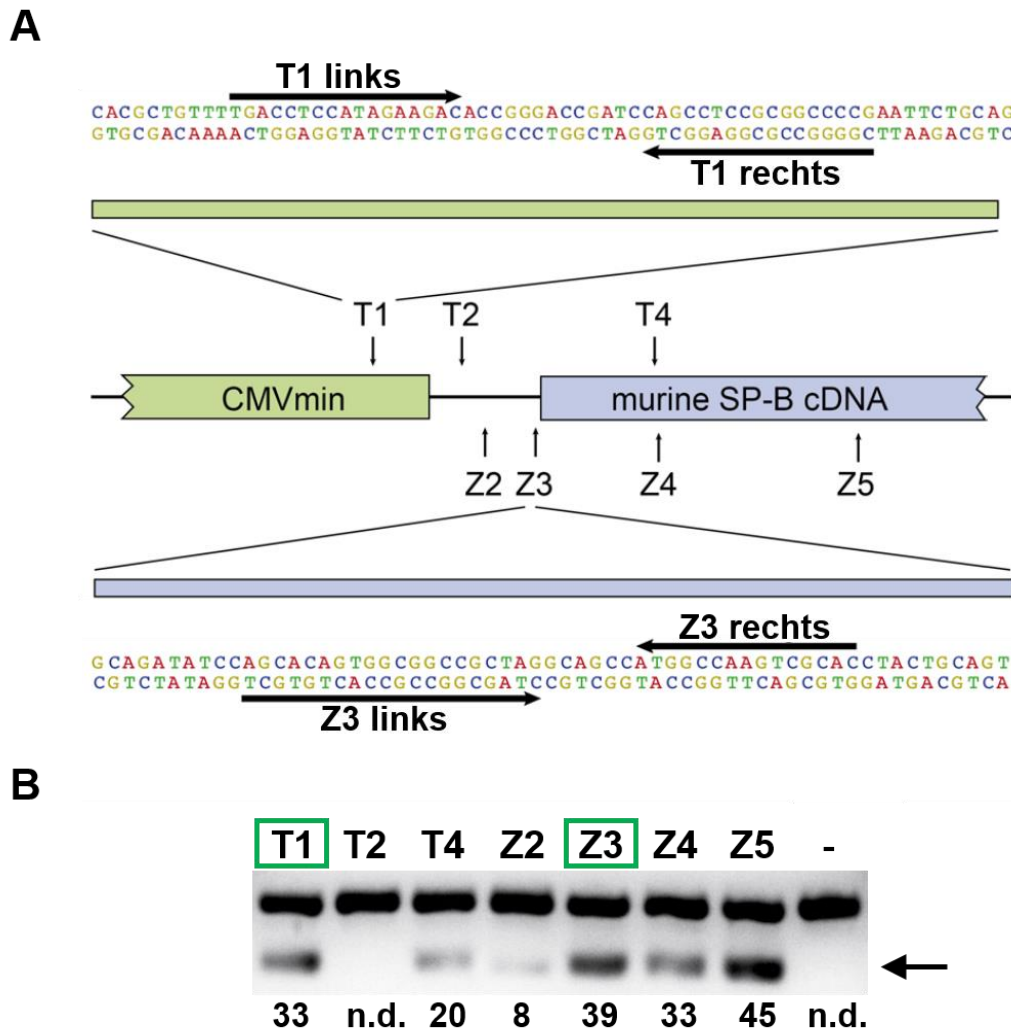 A
T1 links
CACGCTGTTTTGACCTCCATAGAAGACACCGGGACCGATCCAGCCTCCGCGGCCCCGAATTCTGCAG
GTGCGACAAAACTGGAGGTATCTTCTGTGGCCCTGGCTAGGTCGGAGGCGCCGGGGCTTAAGACGTC
T1 rechts
T1 T2 T4
CMVmin murine SP-B cDNA
Z2 Z3 Z4 Z5
Z3 rechts
GCAGATATCCAGCACAGTGGCGGCCGCTAGGCAGCCATGGCCAAGTCGCACCTACTGCAGT
CGTCTATAGGTCGTGTCACCGCCGGCGATCCGTCGGTACCGGTTCAGCGTGGATGACGTCA
Z3 links
B
T1 T2 T4 Z2 Z3 Z4 Z5 -
33 n.d. 20 8 39 33 45 n.d.